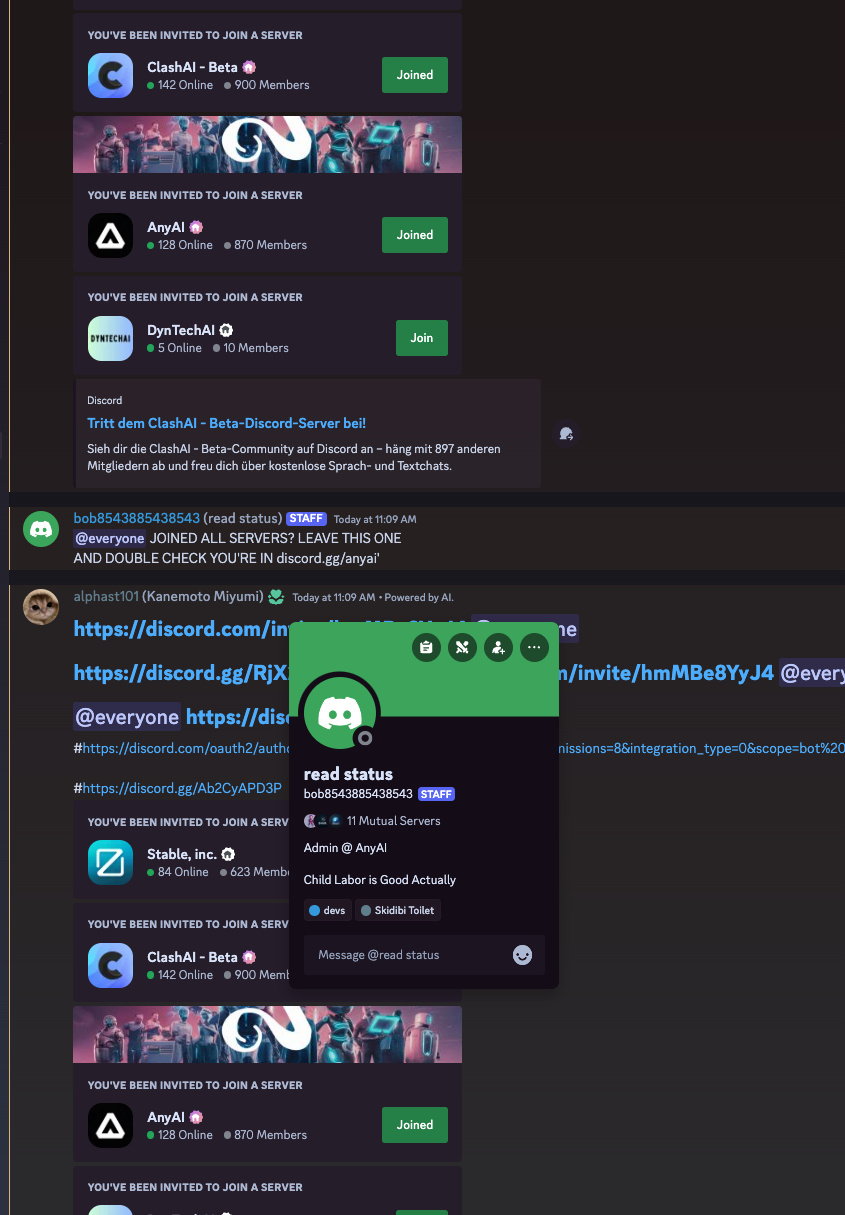 YOU'VE BEEN INVITED TO JOIN A SERVER
ClashAI - Beta
142 Online 900 Members
Joined
YOU'VE BEEN INVITED TO JOIN A SERVER
AnyAI
128 Online 870 Members
Joined
YOU'VE BEEN INVITED TO JOIN A SERVER
DYNTECHAI
DynTechAI
5 Online 10 Members
Join
Discord
Tritt dem ClashAI - Beta-Discord-Server bei!
Sieh dir die ClashAI - Beta-Community auf Discord an – häng mit 897 anderen
Mitgliedern ab und freu dich über kostenlose Sprach- und Textchats.
bob8543885438543 (read status) STAFF Today at 11:09 AM
@everyone JOINED ALL SERVERS? LEAVE THIS ONE
AND DOUBLE CHECK YOU'RE IN discord.gg/anyai'
alphast101 (Kanemoto Miyumi) Today at 11:09 AM • Powered by AI.
https://discord.com/in
ne
https://discord.gg/RjX
n/invite/hmMBe8YyJ4 @every
@everyone https://disc
#https://discord.com/oauth2/autho
missions=8&integration_type=0&scope=bot%20
#https://discord.gg/Ab2CyAPD3P
YOU'VE BEEN INVITED TO JOIN A SERV
Stable, inc.
84 Online 623 Membe
YOU'VE BEEN INVITED TO JOIN A SERV
ClashAI - Beta
142 Online 900 Memb
read status
bob8543885438543 STAFF
11 Mutual Servers
Admin @ AnyAI
Child Labor is Good Actually
devs Skidibi Toilet
Message @read status
YOU'VE BEEN INVITED TO JOIN A SERVER
AnyAI
128 Online 870 Members
Joined
YOU'VE BEEN INVITED TO JOIN A SERVER